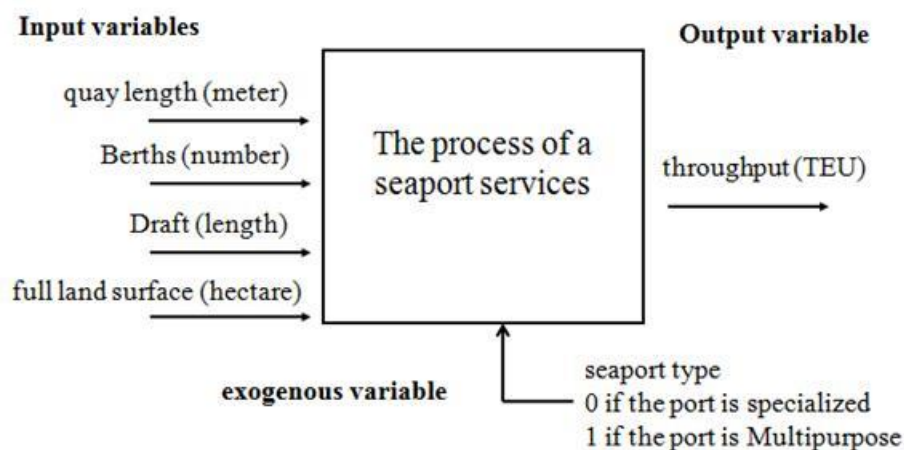 Input variables
quay length (meter)
Berths (number)
Draft (length)
full land surface (hectare)
The process of a
seaport services
Output variable
throughput (TEU)
exogenous variable
seaport type
0 if the port is specialized
1 if the port is Multipurpose